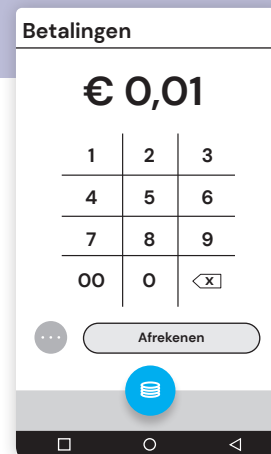 Betalingen
€ 0,01
1 2 3
4 5 6
7 8 9
00 0 x
... Afrekenen